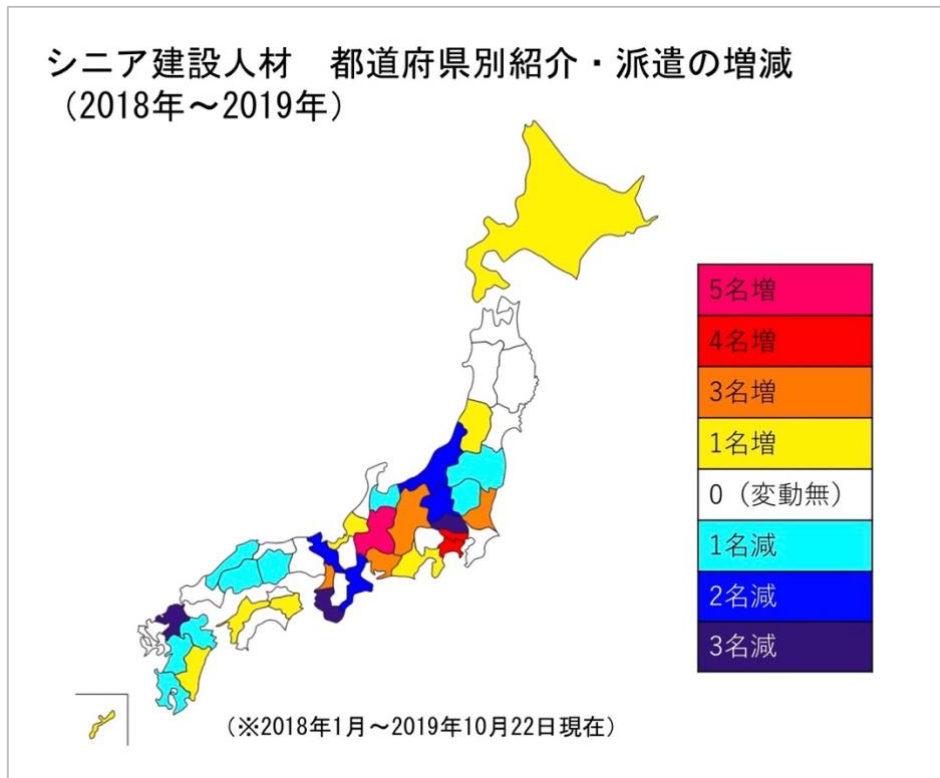 シニア建設人材　都道府県別紹介・派遣の増減
（2018年～2019年）
5名増
4名増
3名増
1名増
0（変動無）
1名減
2名減
3名減
（※2018年1月～2019年10月22日現在）